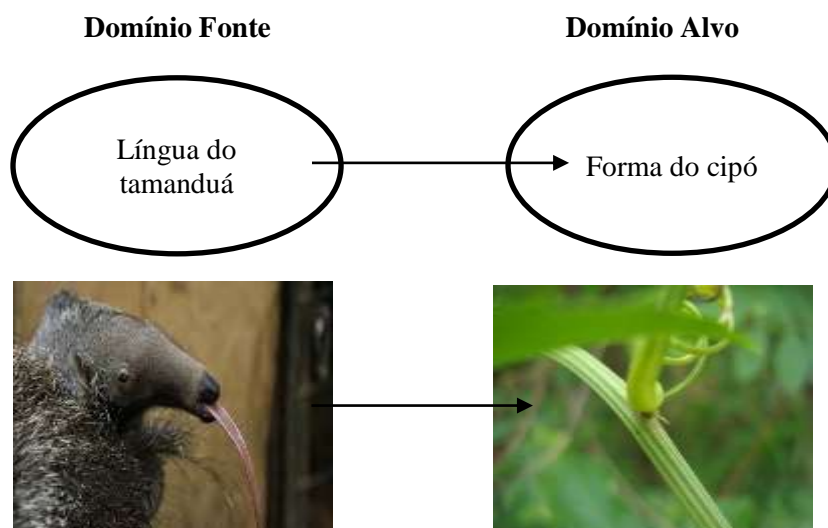 Domínio Fonte
Domínio Alvo
Língua do
tamanduá
Forma do cipó